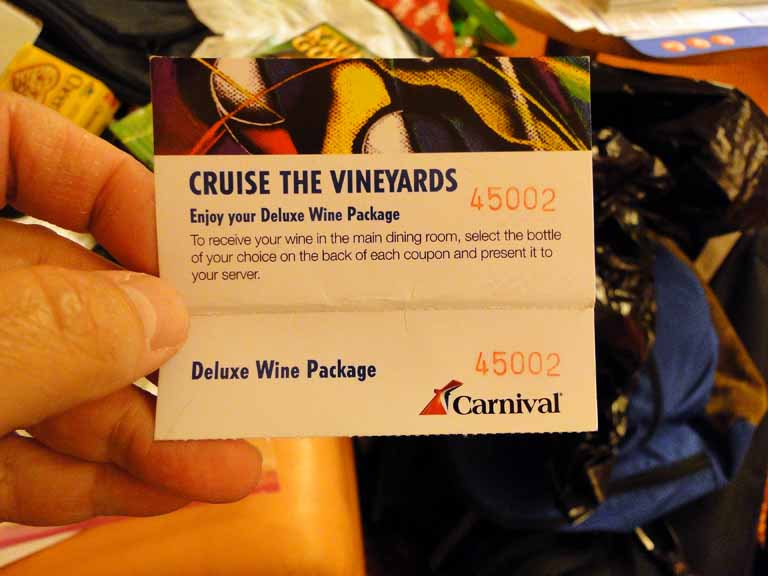 CRUISE THE VINEYARDS 45002
Enjoy your Deluxe Wine Package
To receive your wine in the main dining room, select the bottle
of your choice on the back of each coupon and present it to
your server.
Deluxe Wine Package 45002
Carnival